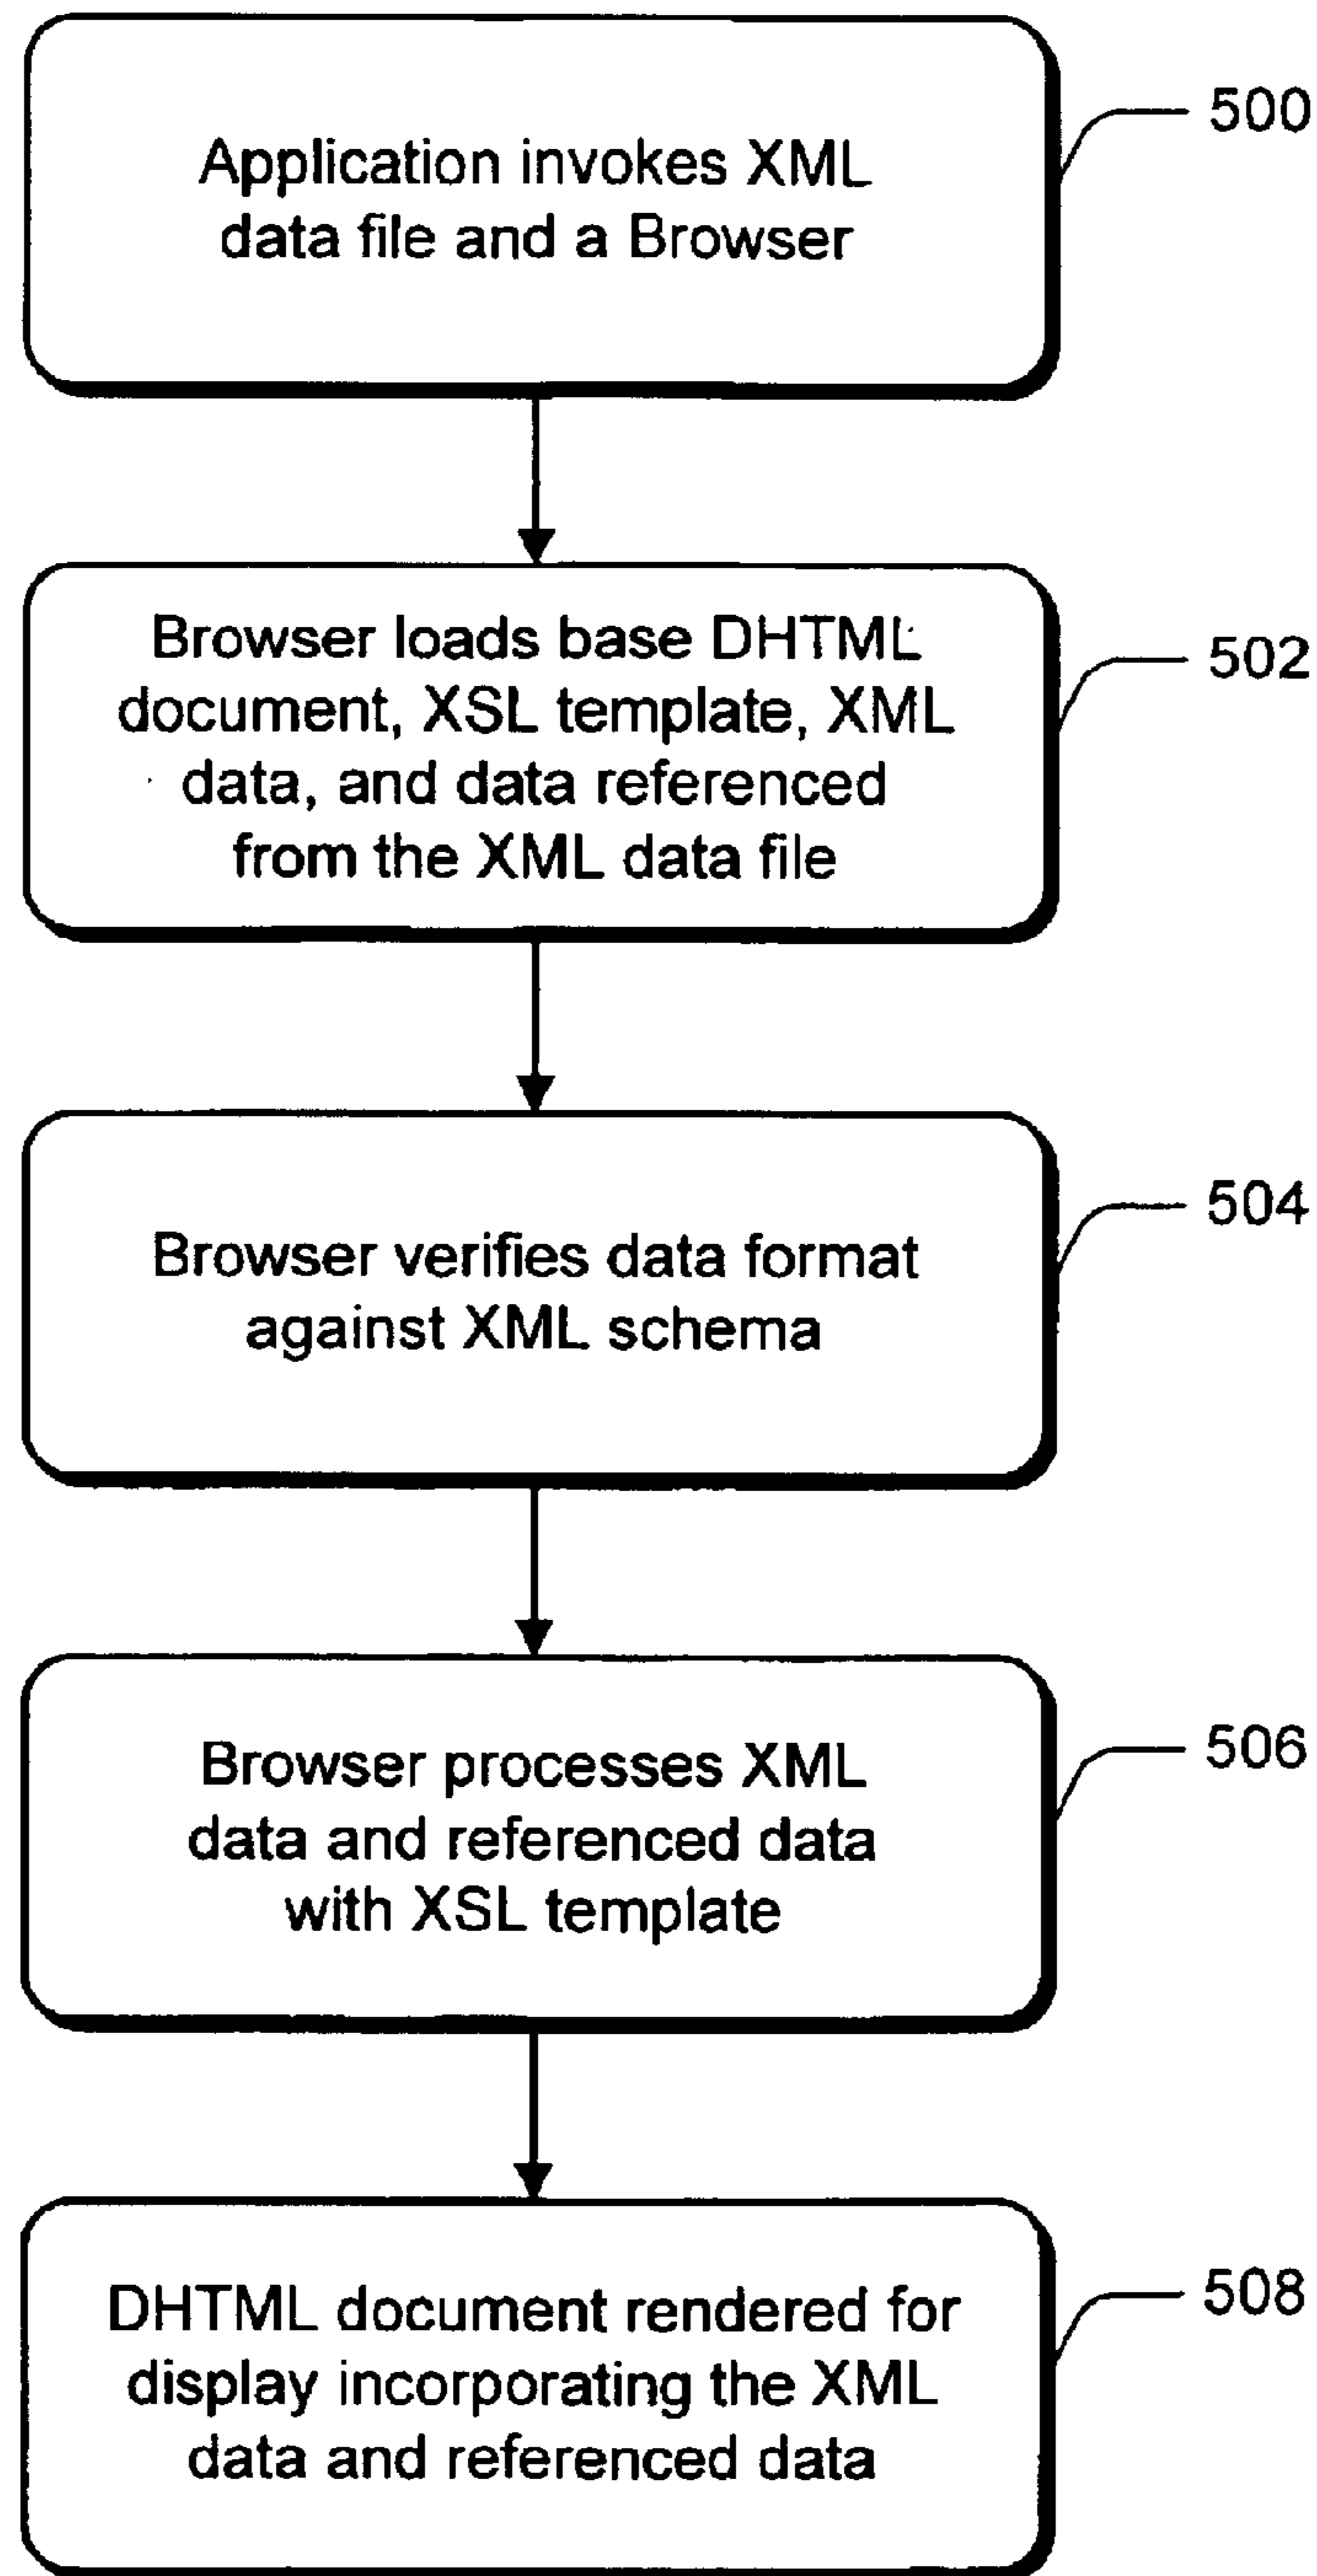 Application invokes XML
data file and a Browser
500
Browser loads base DHTML
document, XSL template, XML
data, and data referenced
from the XML data file
502
Browser verifies data format
against XML schema
504
Browser processes XML
data and referenced data
with XSL template
506
DHTML document rendered for
display incorporating the XML
data and referenced data
508